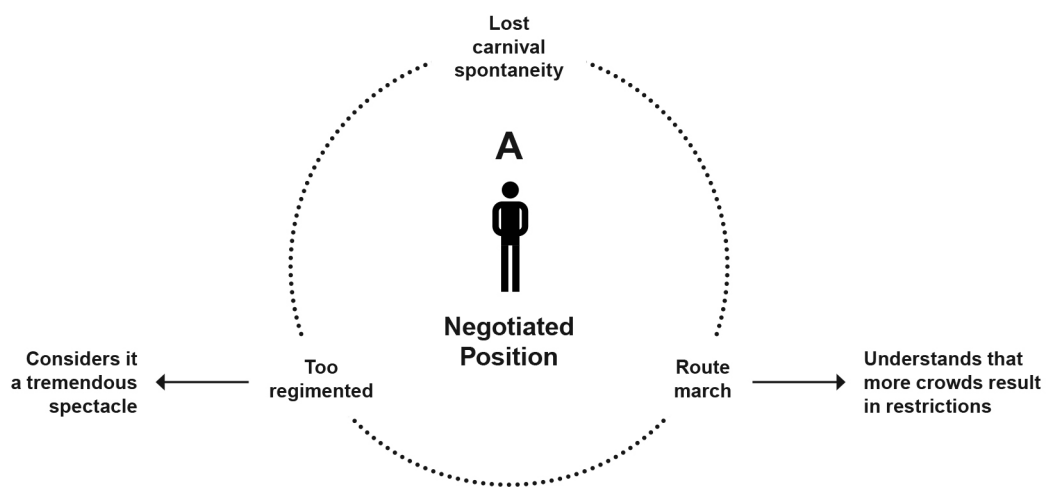 Lost
carnival
spontaneity
A
Negotiated
Position
Considers it
a tremendous
spectacle
Too
regimented
Route
march
Understands that
more crowds result
in restrictions